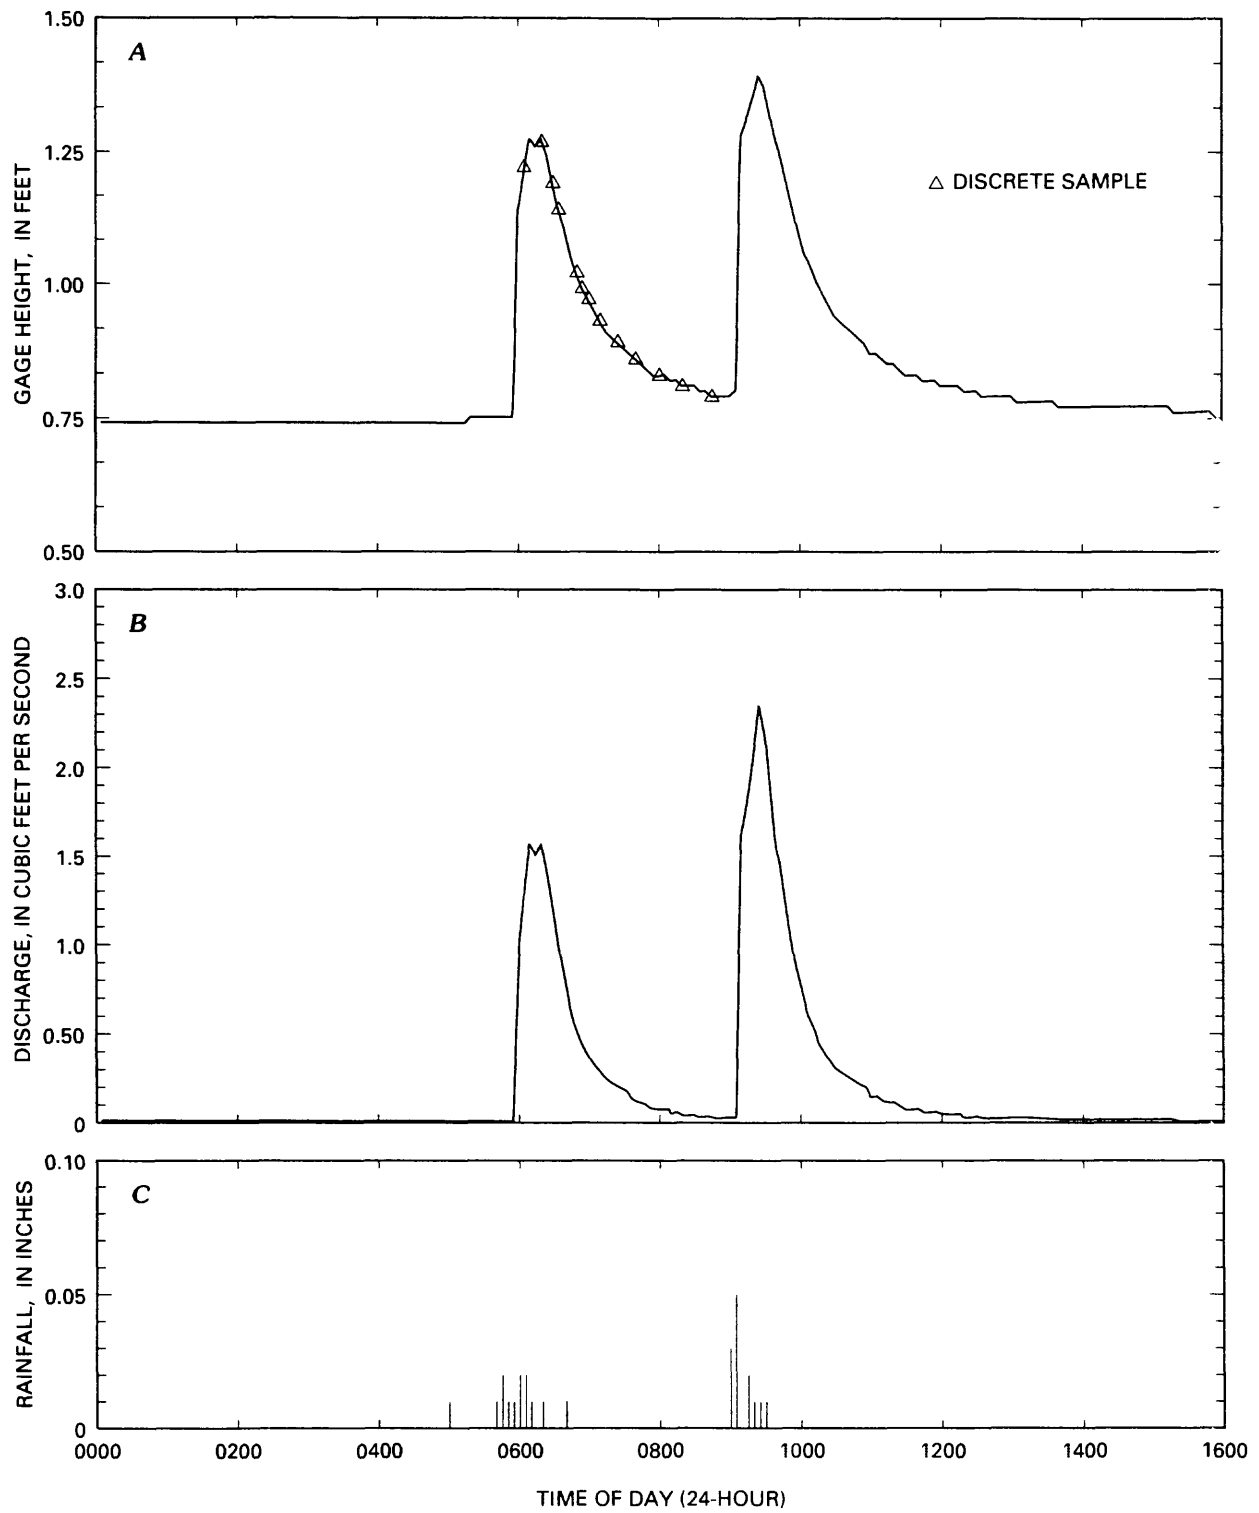 1.50
A
1.25
△ DISCRETE SAMPLE
1.00
0.75
0.50
GAGE HEIGHT, IN FEET
3.0
B
2.5
2.0
1.5
1.0
0.50
0
DISCHARGE, IN CUBIC FEET PER SECOND
0.10
C
0.05
0
RAINFALL, IN INCHES
0000 0200 0400 0600 0800 1000 1200 1400 1600
TIME OF DAY (24-HOUR)